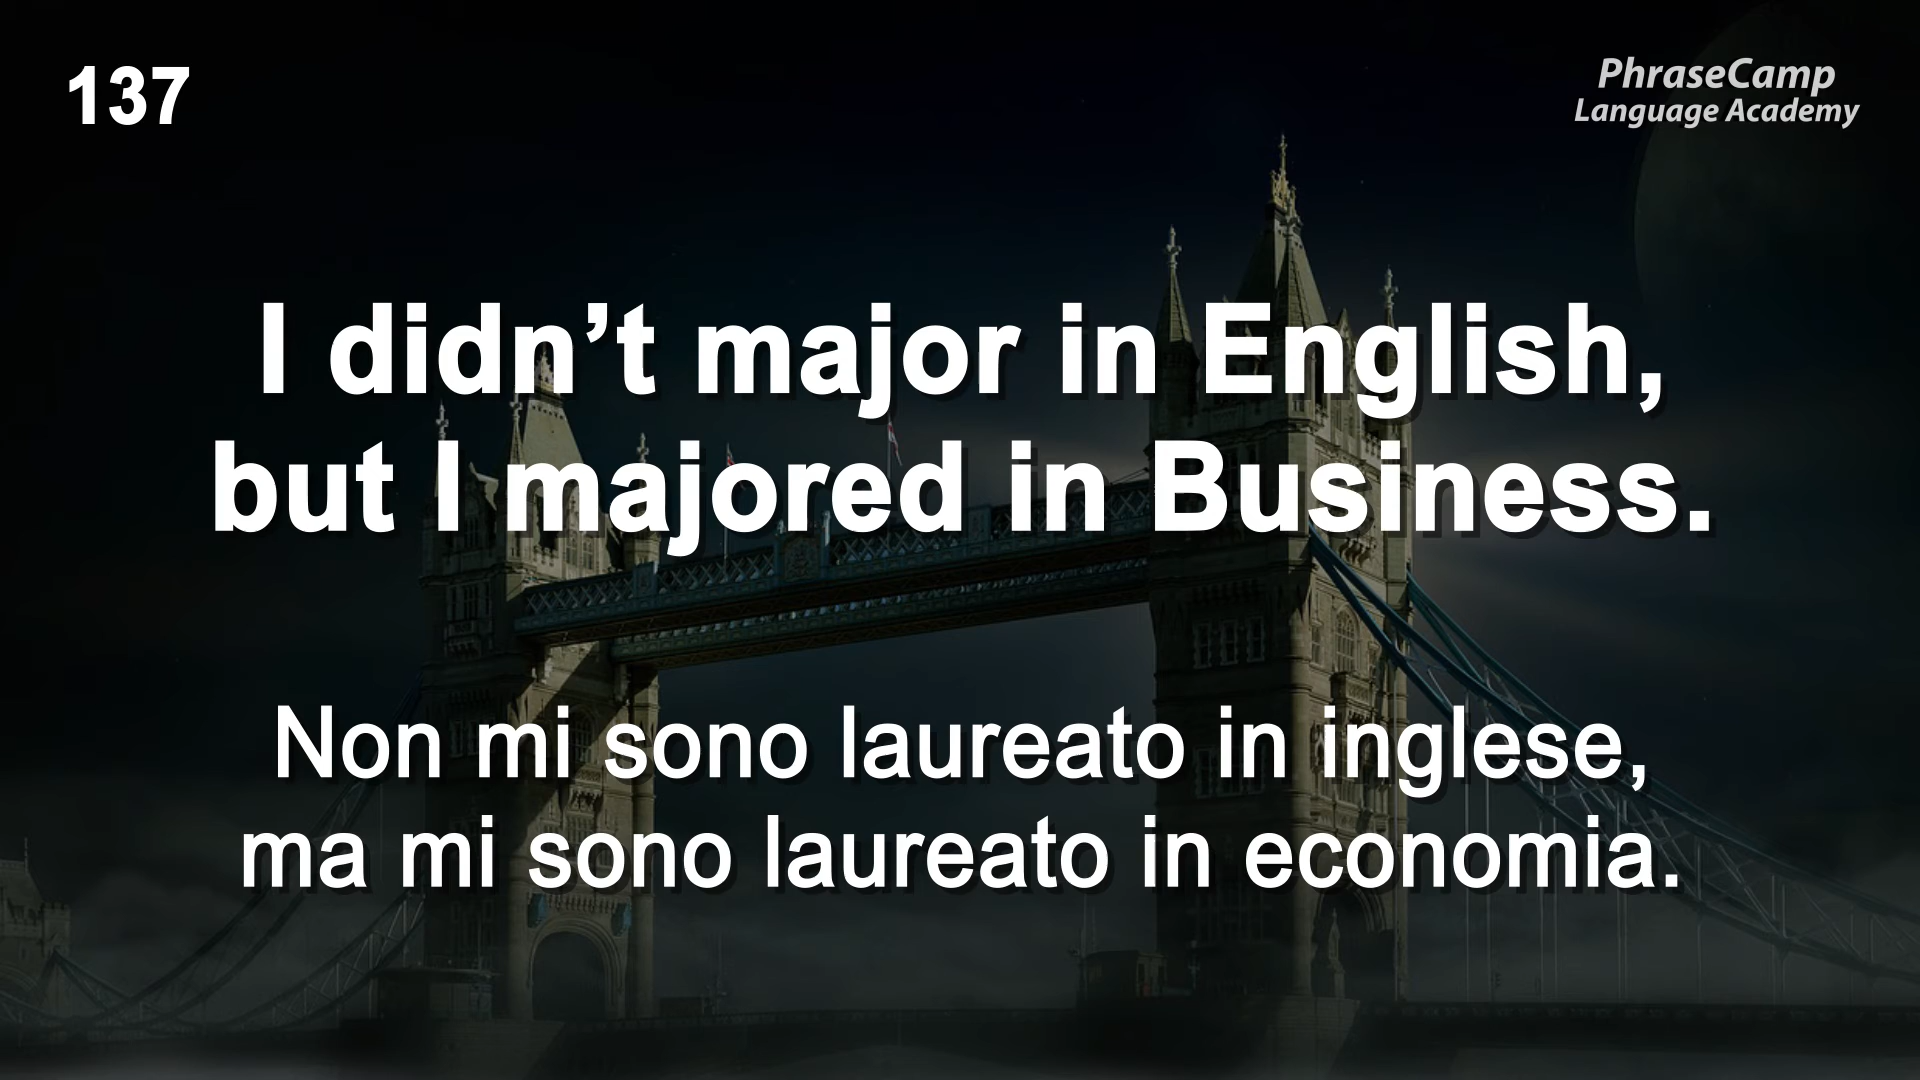 137
PhraseCamp
Language Academy
I didn’t major in English,
but I majored in Business.
Non mi sono laureato in inglese,
ma mi sono laureato in economia.